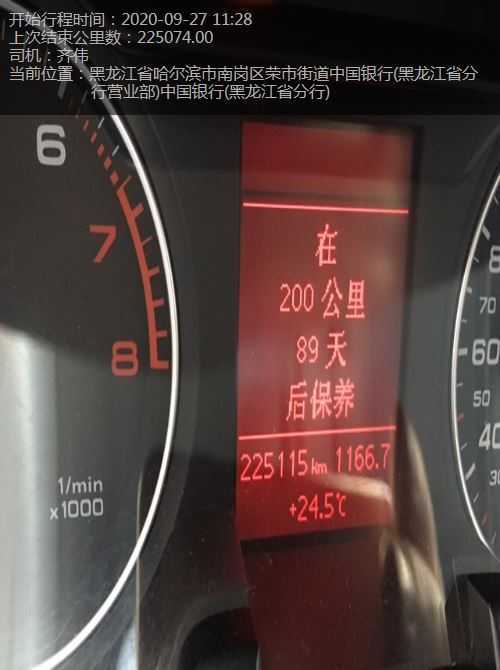 开始行程时间：2020-09-27 11:28
上次结束公里数：225074.00
司机：齐伟
当前位置：黑龙江省哈尔滨市南岗区荣市街道中国银行(黑龙江省分
行营业部)中国银行(黑龙江省分行)
6
7
8
1/min
x1000
在
200 公里
89 天
后保养
225115 km 1166.7
+24.5℃
70
60
50
40